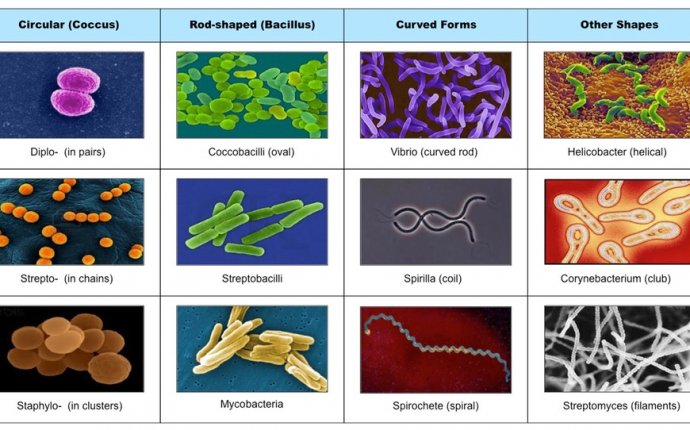 Circular (Coccus) Rod-shaped (Bacillus) Curved Forms Other Shapes
Diplo- (in pairs) Coccobacilli (oval) Vibrio (curved rod) Helicobacter (helical)
Strepto- (in chains) Streptobacilli Spirilla (coil) Corynebacterium (club)
Staphylo- (in clusters) Mycobacteria Spirochete (spiral) Streptomyces (filaments)